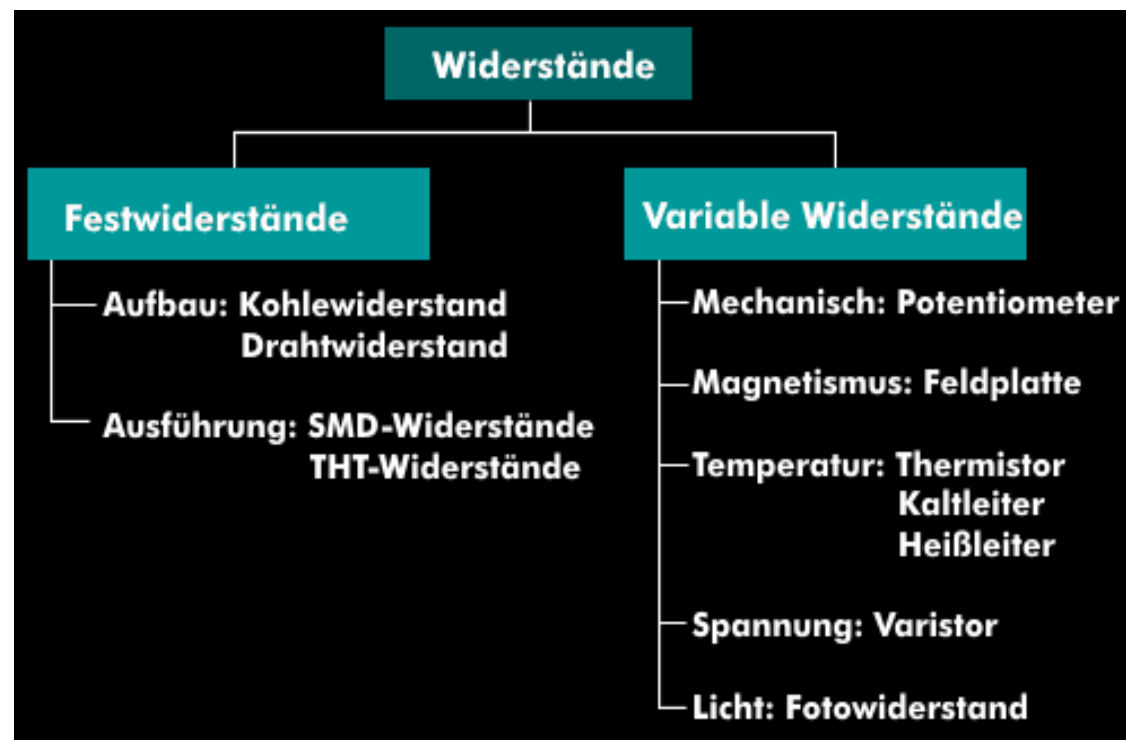 Widerstände
Festwiderstände
Aufbau: Kohlewiderstand
Drahtwiderstand
Ausführung: SMD-Widerstände
THT-Widerstände
Variable Widerstände
Mechanisch: Potentiometer
Magnetismus: Feldplatte
Temperatur: Thermistor
Kaltleiter
Heißleiter
Spannung: Varistor
Licht: Fotowiderstand